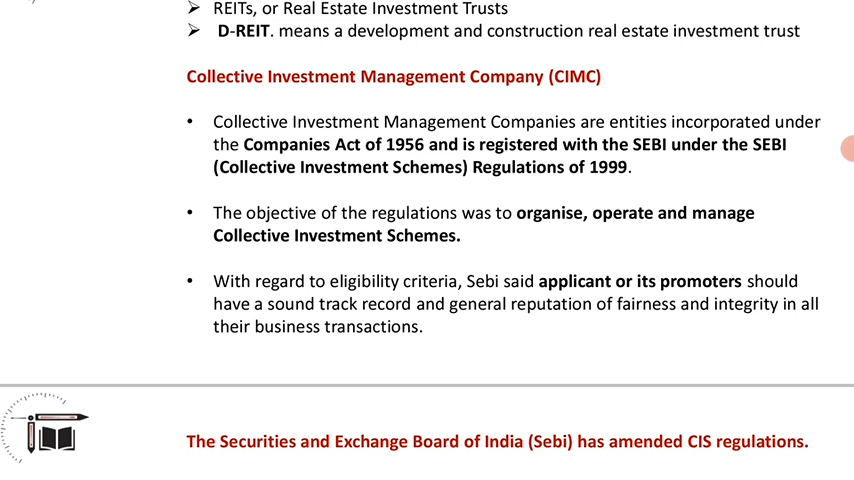 ➢ REITs, or Real Estate Investment Trusts
➢ D-REIT. means a development and construction real estate investment trust
Collective Investment Management Company (CIMC)
• Collective Investment Management Companies are entities incorporated under
the Companies Act of 1956 and is registered with the SEBI under the SEBI
(Collective Investment Schemes) Regulations of 1999.
• The objective of the regulations was to organise, operate and manage
Collective Investment Schemes.
• With regard to eligibility criteria, Sebi said applicant or its promoters should
have a sound track record and general reputation of fairness and integrity in all
their business transactions.
The Securities and Exchange Board of India (Sebi) has amended CIS regulations.